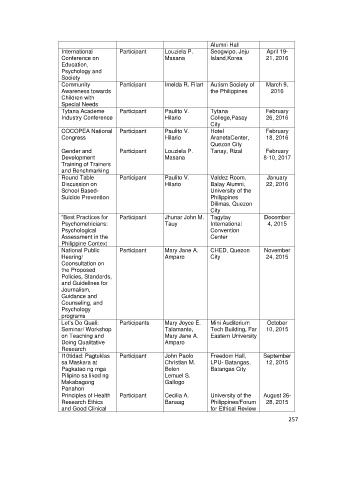 Alumni Hall
International Conference on Education, Psychology and Society | Participant | Louziela P. Masana | Seogwipo, Jeju Island,Korea | April 19-21, 2016
Community Awareness towards Children with Special Needs | Participant | Imelda R. Filart | Autism Society of the Philippines | March 9, 2016
Tytana Academe Industry Conference | Participant | Paulito V. Hilario | Tytana College,Pasay City | February 26, 2016
COCOPEA National Congress | Participant | Paulito V. Hilario | Hotel AranetaCenter, Quezon City | February 18, 2016
Gender and Development Training of Trainers and Benchmarking | Participant | Louziela P. Masana | Tanay, Rizal | February 8-10, 2017
Round Table Discussion on School Based-Suicide Prevention | Participant | Paulito V. Hilario | Valdez Room, Balay Alumni, University of the Philippines Diliman, Quezon City | January 22, 2016
"Best Practices for Psychometricians: Psychological Assessment in the Philippine Context | Participant | Jhunar John M. Tauy | Tagytay International Convention Center | December 4, 2015
National Public Hearing/ Coonsultation on the Proposed Policies, Standards, and Guidelines for Journalism, Guidance and Counseling, and Psychology programs | Participant | Mary Jane A. Amparo | CHED, Quezon City | November 24, 2015
Let's Do Quali: Seminar/ Workshop on Teaching and Doing Qualitative Research | Participants | Mary Joyce E. Talamante, Mary Jane A. Amparo | Mini Auditorium Tech Building, Far Eastern University | October 10, 2015
Pagtuklas sa Maskara at Pagkatao ng mga Pilipino sa likod ng Makabagong Panahon | Participant | John Paolo Christian M. Belen Lemuel S. Gallogo | Freedom Hall, LPU- Batangas, Batangas City | September 12, 2015
Principles of Health Research Ethics and Good Clinical | Participant | Cecilia A. Banaag | University of the Philippines/Forum for Ethical Review | August 26-28, 2015
257